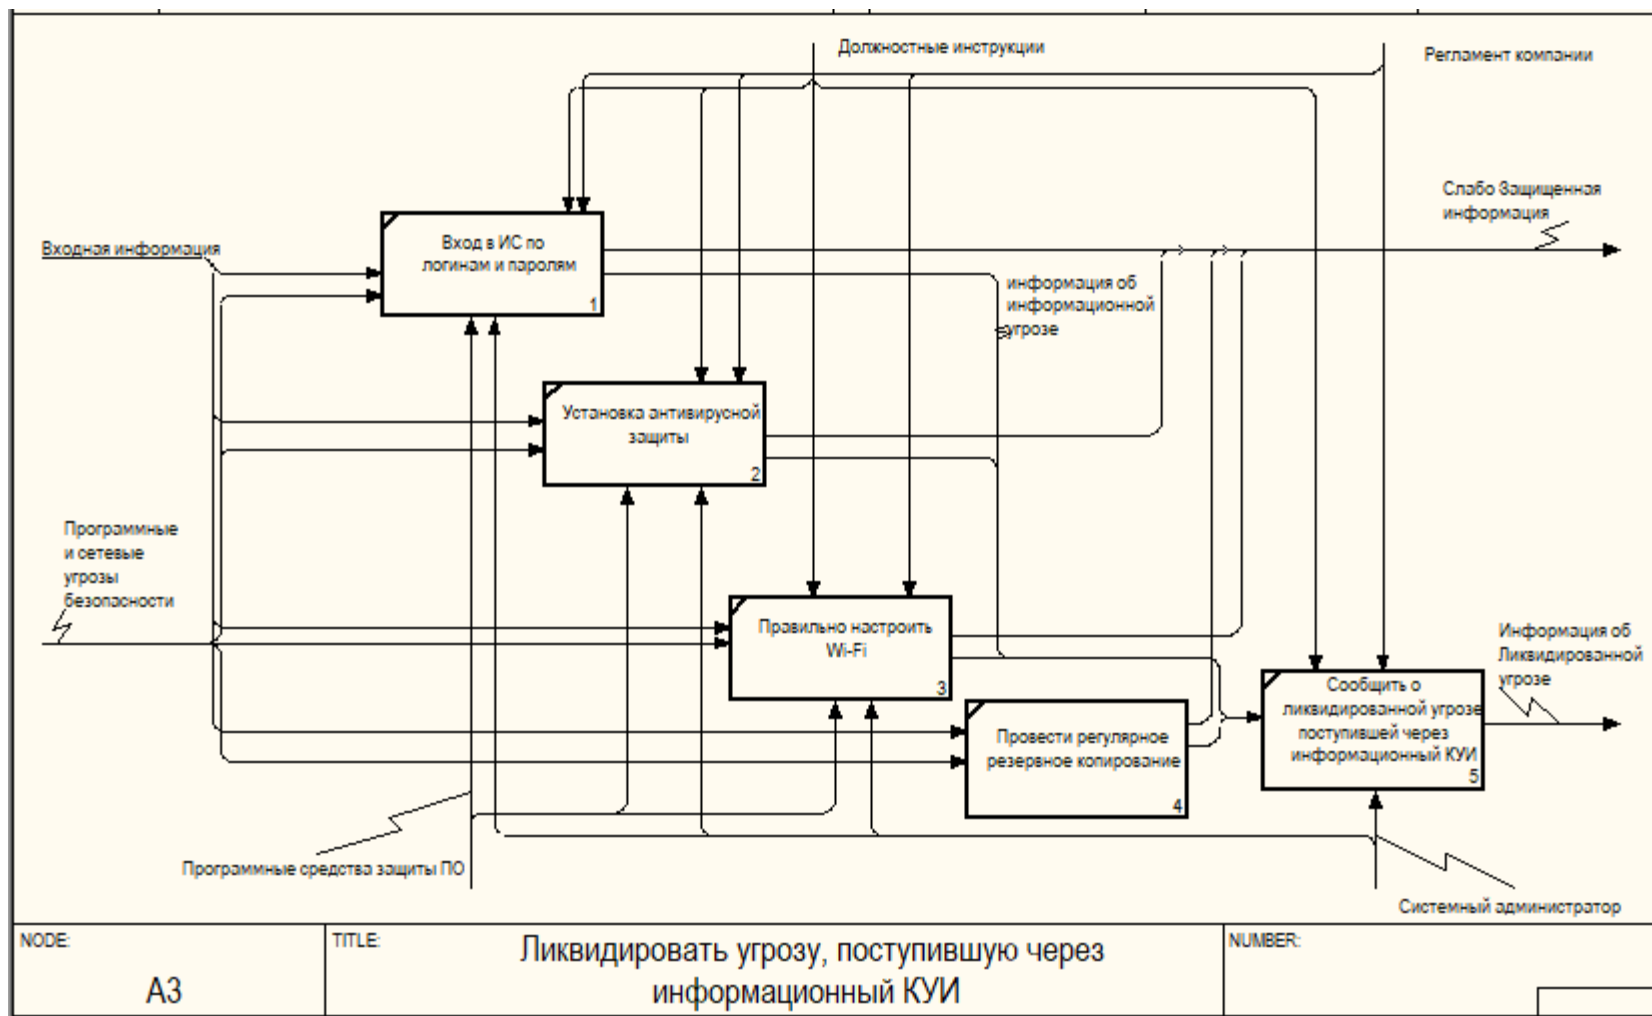 Должностные инструкции
Регламент компании
Слабо Защищенная
информация
Входная информация
Вход в ИС по
логинам и паролям
1
информация об
информационной
угрозе
Установка антивирусной
защиты
2
Программные
и сетевые
угрозы
безопасности
Правильно настроить
Wi-Fi
3
Информация об
Ликвидированной
угрозе
Сообщить о
ликвидированной угрозе
поступившей через
информационный КУИ
5
Провести регулярное
резервное копирование
4
Программные средства защиты ПО
Системный администратор
NODE:
A3
TITLE:
Ликвидировать угрозу, поступившую через
информационный КУИ
NUMBER: